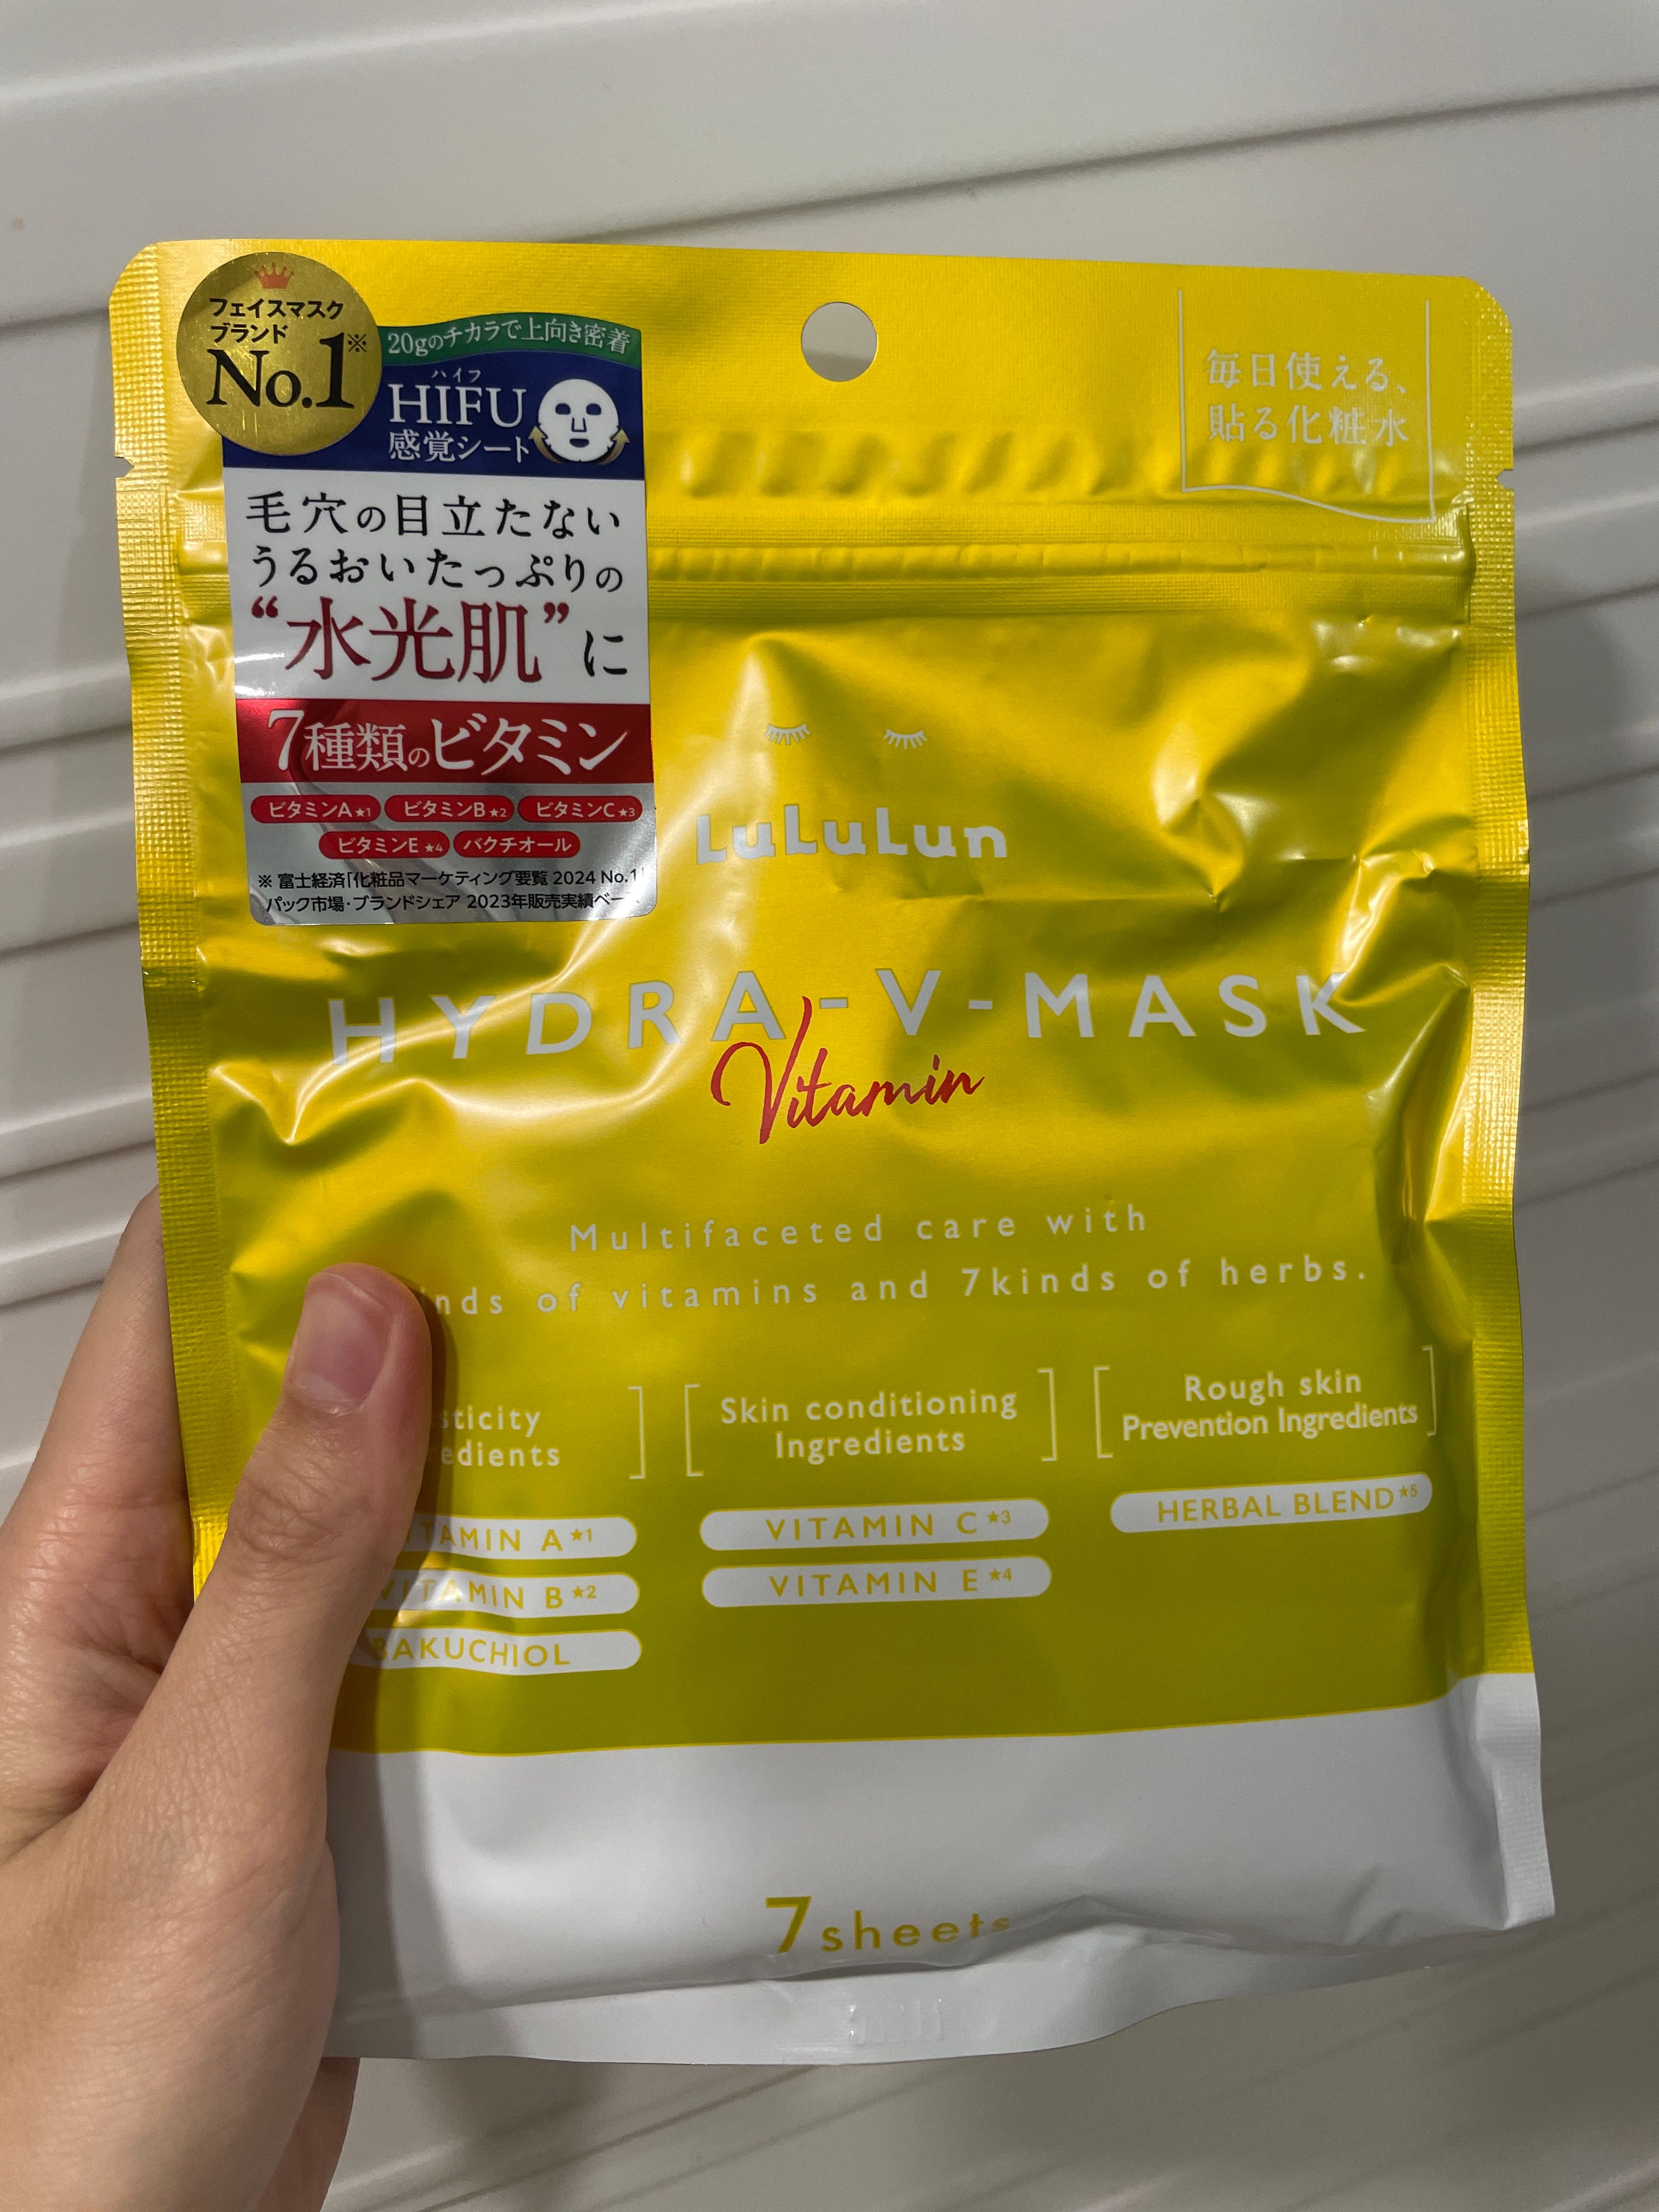 フェイスマスク
ブランド
No.1※
20gのチカラで上向き密着
ハイフ
HIFU
感覚シート
毛穴の目立たない
うるおいたっぷりの
“水光肌”に
7種類のビタミン
ビタミンA★1 ビタミンB★2 ビタミンC★3
ビタミンE★4 バクチオール
※ 富士経済「化粧品マーケティング要覧 2024 No.1」
パック市場・ブランドシェア 2023年販売実績ベー
毎日使える、
貼る化粧水
LuLuLun
HYDRA-V-MASK
Vitamin
Multifaceted care with
of vitamins and 7kinds of herbs.
Skin conditioning
Ingredients
Rough skin
Prevention Ingredients
VITAMIN A★1
VITAMIN B★2
BAKUCHIOL
VITAMIN C★3
VITAMIN E★4
HERBAL BLEND★5
7sheets